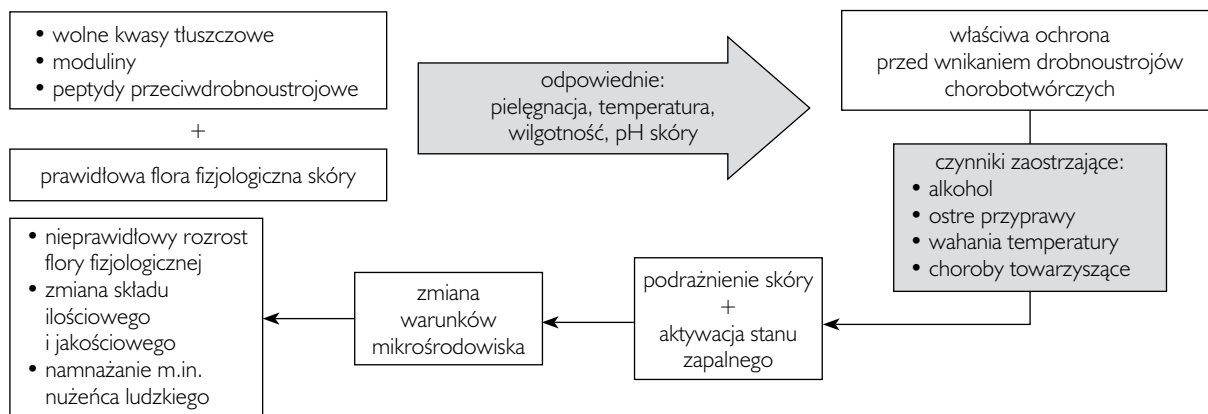 • wolne kwasy tłuszczowe
• moduliny
• peptydy przeciwdrobnoustrojowe
+
prawidłowa flora fizjologiczna skóry
odpowiednie:
pielęgnacja, temperatura,
wilgotność, pH skóry
właściwa ochrona
przed wnikaniem drobnoustrojów
chorobotwórczych
czynniki zaostrzające:
• alkohol
• ostre przyprawy
• wahania temperatury
• choroby towarzyszące
podrażnienie skóry
+
aktywacja stanu
zapalnego
zmiana
warunków
mikrośrodowiska
• nieprawidłowy rozrost
flory fizjologicznej
• zmiana składu
ilościowego
i jakościowego
• namnażanie m.in.
nużeńca ludzkiego